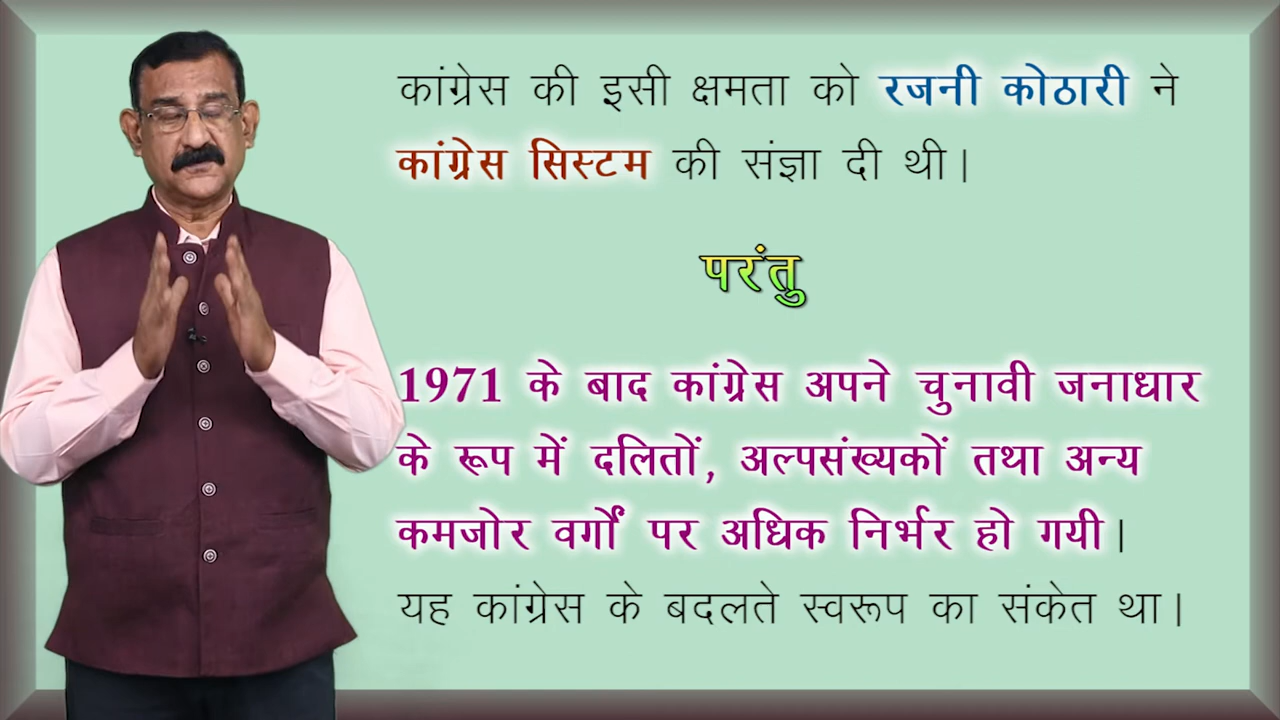 कांग्रेस की इसी क्षमता को रजनी कोठारी ने
कांग्रेस सिस्टम की संज्ञा दी थी।
परंतु
1971 के बाद कांग्रेस अपने चुनावी जनाधार
के रूप में दलितों, अल्पसंख्यकों तथा अन्य
कमजोर वर्गों पर अधिक निर्भर हो गयी।
यह कांग्रेस के बदलते स्वरूप का संकेत था।